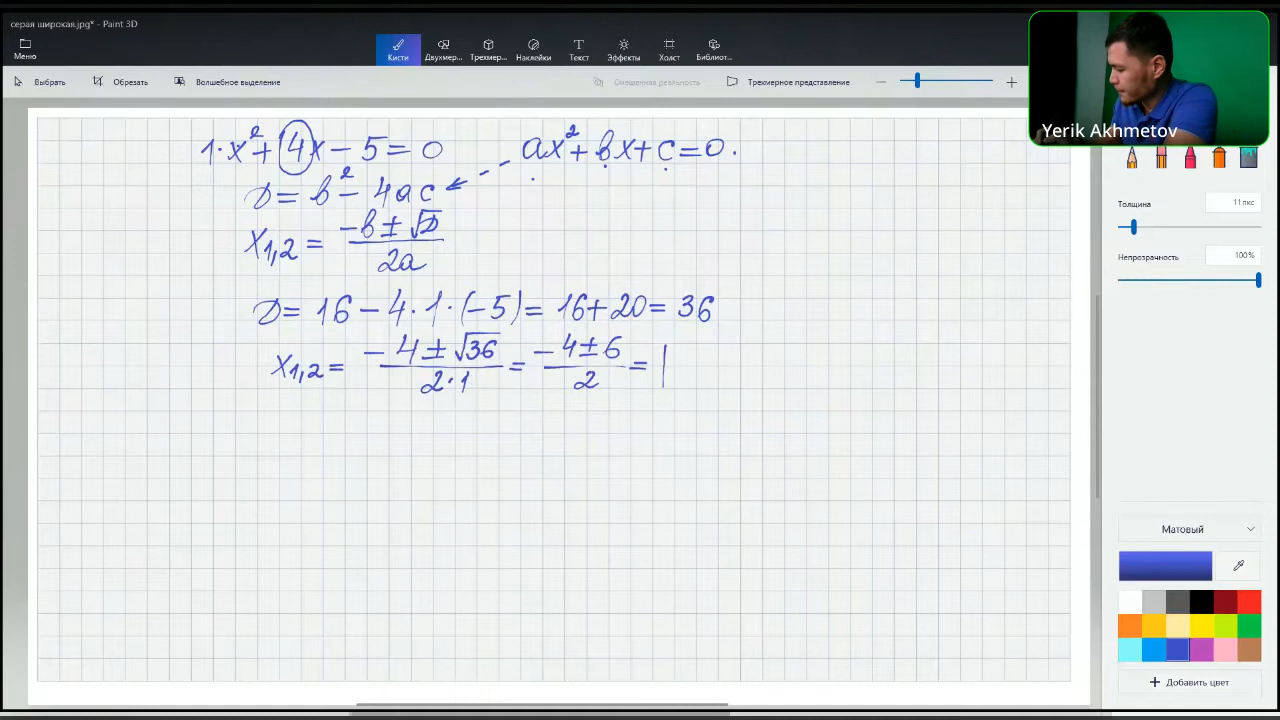 серая широкая.jpg* - Paint 3D
Меню
Кисти Двухмер... Трехмер... Наклейки Текст Эффекты Холст Библиот...
Выбрать Обрезать Волшебное выделение Смешанная реальность Трехмерное представление
Yerik Akhmetov
1·x²+4x−5=0 ax²+bx+c=0.
D=b²−4ac
x1,2=(−b±√D)/2a
D=16−4·1·(−5)=16+20=36
x1,2=(−4±√36)/(2·1)=(−4±6)/2=
Толщина 11пкс
Непрозрачность 100%
Матовый
Добавить цвет